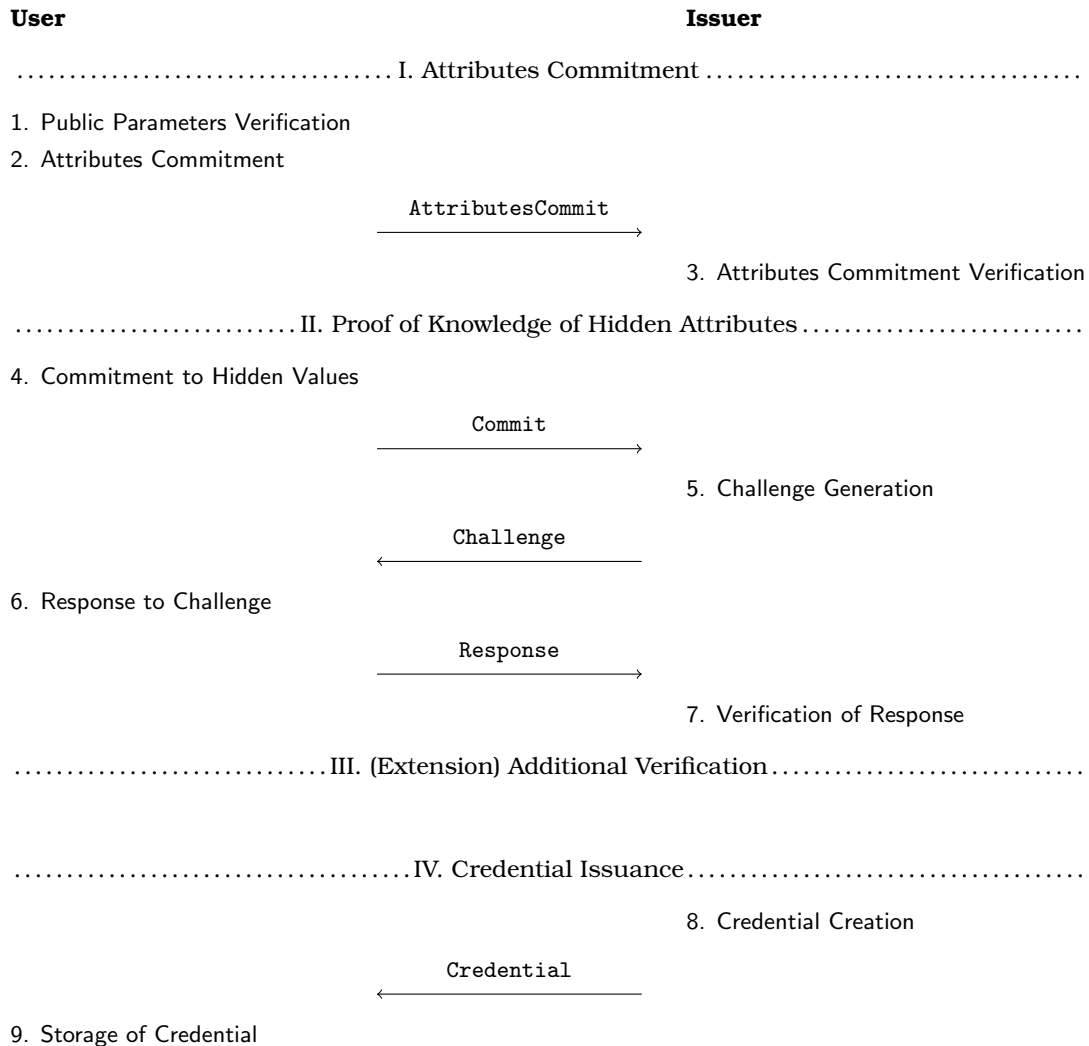 User Issuer
I. Attributes Commitment
1. Public Parameters Verification
2. Attributes Commitment
AttributesCommit
3. Attributes Commitment Verification
II. Proof of Knowledge of Hidden Attributes
4. Commitment to Hidden Values
Commit
5. Challenge Generation
Challenge
6. Response to Challenge
Response
7. Verification of Response
III. (Extension) Additional Verification
IV. Credential Issuance
8. Credential Creation
Credential
9. Storage of Credential